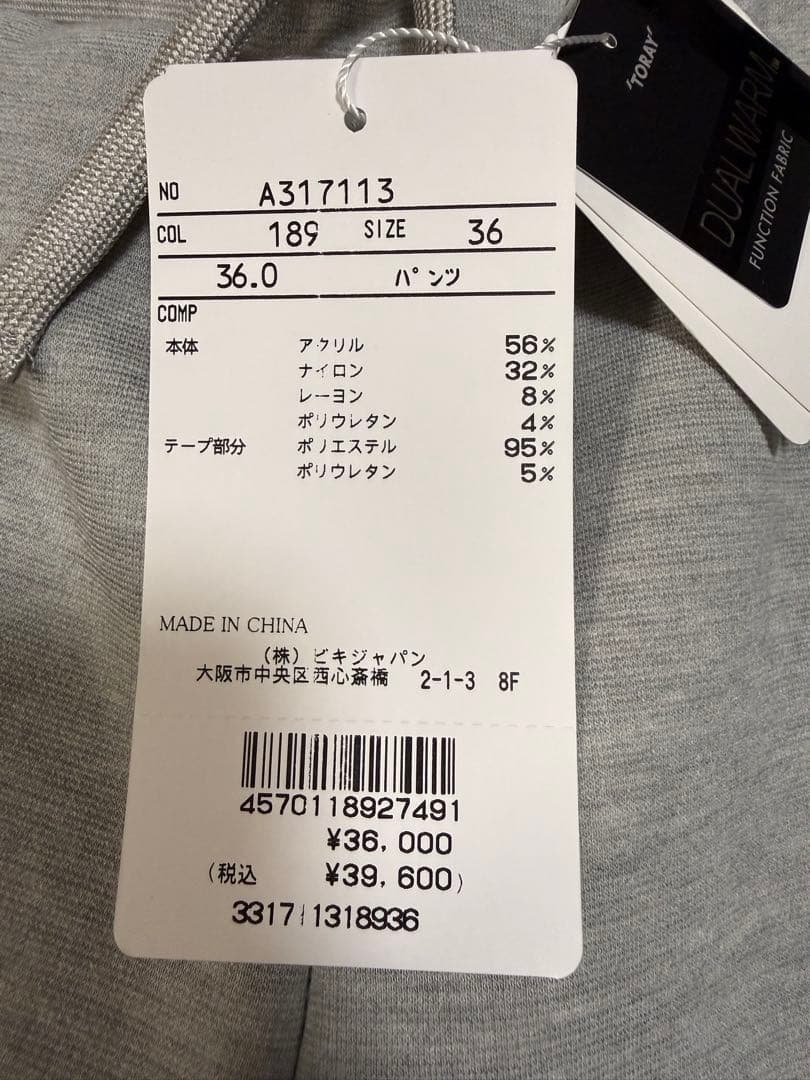 NO A317113
COL 189 SIZE 36
36.0 パンツ
COMP
本体 アクリル 56%
ナイロン 32%
レーヨン 8%
ポリウレタン 4%
テープ部分 ポリエステル 95%
ポリウレタン 5%
MADE IN CHINA
(株) ビキジャパン
大阪市中央区西心斎橋 2-1-3 8F
4570118927491
¥36,000
(税込 ¥39,600)
331711318936
'TORAY'
DUAL WARM
FUNCTION FABRIC